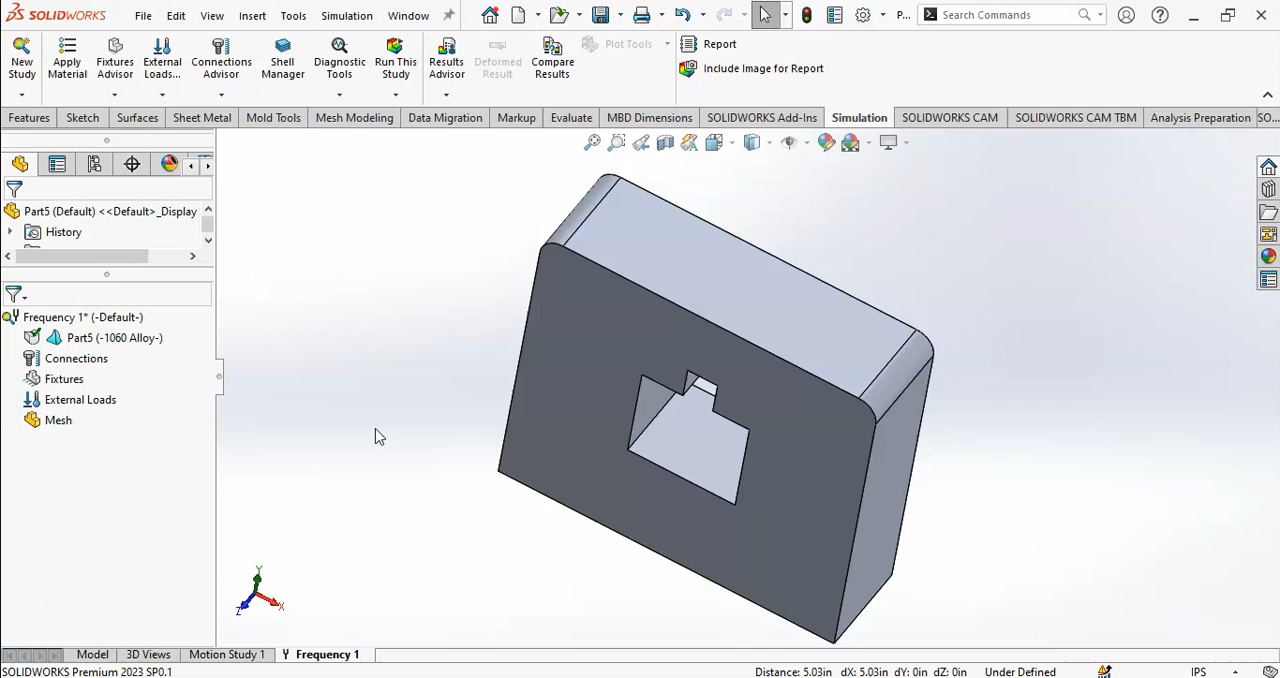 SOLIDWORKS File Edit View Insert Tools Simulation Window P... Search Commands
New Study Apply Material Fixtures Advisor External Loads... Connections Advisor Shell Manager Diagnostic Tools Run This Study Results Advisor Deformed Result Compare Results Plot Tools Report
Include Image for Report
Features Sketch Surfaces Sheet Metal Mold Tools Mesh Modeling Data Migration Markup Evaluate MBD Dimensions SOLIDWORKS Add-Ins Simulation SOLIDWORKS CAM SOLIDWORKS CAM TBM Analysis Preparation SO...
Part5 (Default) <<Default>_Display
History
Frequency 1* (-Default-)
Part5 (-1060 Alloy-)
Connections
Fixtures
External Loads
Mesh
Y
Z X
Model 3D Views Motion Study 1 Frequency 1
SOLIDWORKS Premium 2023 SP0.1 Distance: 5.03in dX: 5.03in dY: 0in dZ: 0in Under Defined IPS